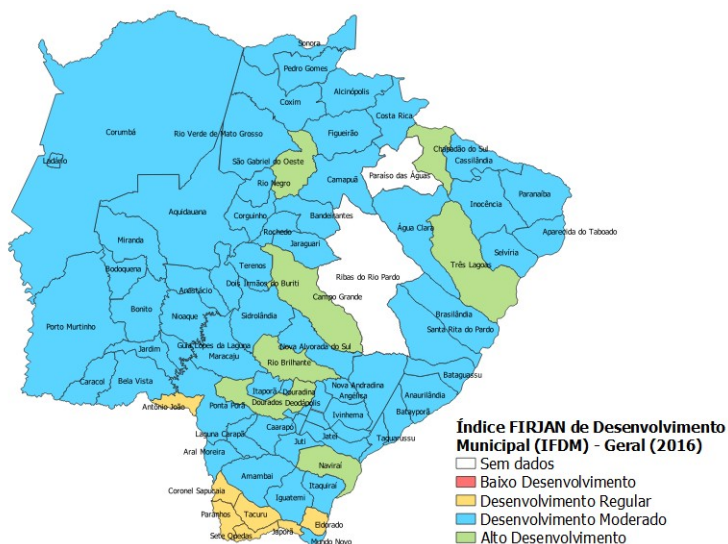 Sonora
Pedro Gomes
Alcinópolis
Coxim
Costa Rica
Corumbá
Rio Verde de Mato Grosso
Figueirão
Chapadão do Sul
Cassilândia
Ladário
São Gabriel do Oeste
Camapuã
Paraíso das Águas
Rio Negro
Inocência
Paranaíba
Aquidauana
Corguinho
Bandeirantes
Água Clara
Aparecida do Taboado
Rochedo
Miranda
Jaraguari
Selvíria
Terenos
Três Lagoas
Bodoquena
Ribas do Rio Pardo
Dois Irmãos do Buriti
Anastácio
Campo Grande
Bonito
Nioaque
Sidrolândia
Brasilândia
Porto Murtinho
Santa Rita do Pardo
Guia Lopes da Laguna
Nova Alvorada do Sul
Jardim
Maracaju
Rio Brilhante
Bataguassu
Caracol
Bela Vista
Itaporã
Douradina
Nova Andradina
Angélica
Anaurilândia
Antônio João
Ponta Porã
Dourados
Deodápolis
Ivinhema
Batayporã
Caarapó
Laguna Carapã
Juti
Jateí
Taquarussu
Aral Moreira
Naviraí
Amambai
Itaquiraí
Coronel Sapucaia
Iguatemi
Paranhos
Tacuru
Eldorado
Sete Quedas
Japorã
Mundo Novo
Índice FIRJAN de Desenvolvimento
Municipal (IFDM) - Geral (2016)
Sem dados
Baixo Desenvolvimento
Desenvolvimento Regular
Desenvolvimento Moderado
Alto Desenvolvimento